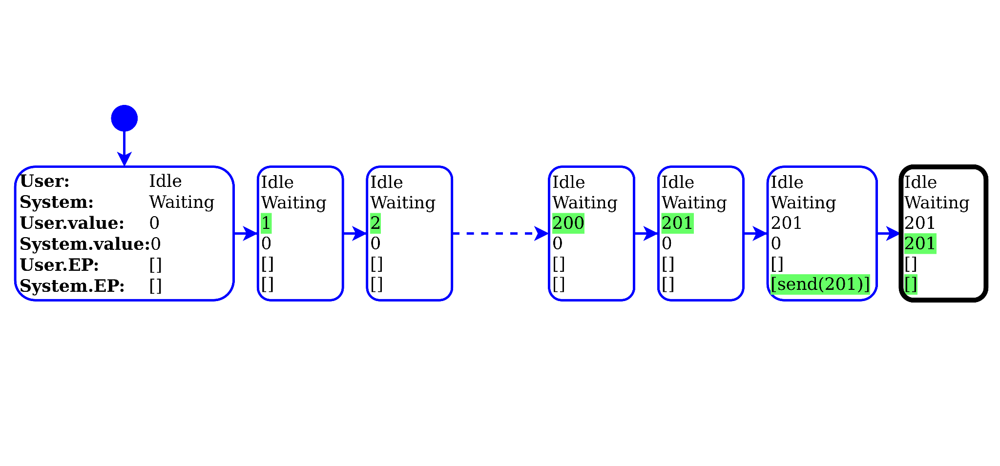 User: Idle
System: Waiting
User.value: 0
System.value:0
User.EP: []
System.EP: []
Idle
Waiting
1
0
[]
[]
Idle
Waiting
2
0
[]
[]
Idle
Waiting
200
0
[]
[]
Idle
Waiting
201
0
[]
[]
Idle
Waiting
201
0
[]
[send(201)]
Idle
Waiting
201
201
[]
[]